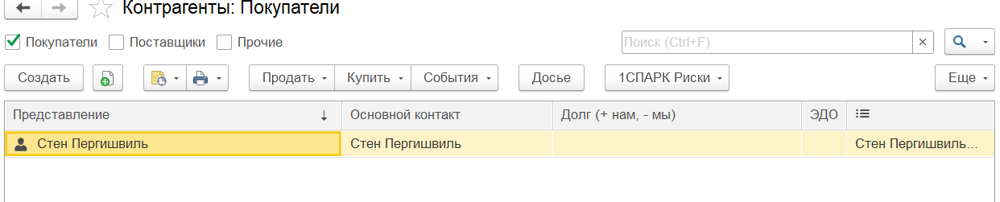 Контрагенты: Покупатели
Покупатели Поставщики Прочие Поиск (Ctrl+F)
Создать Продать Купить События Досье 1СПАРК Риски Еще
Представление Основной контакт Долг (+ нам, - мы) ЭДО
Стен Пергишвиль Стен Пергишвиль Стен Пергишвиль...